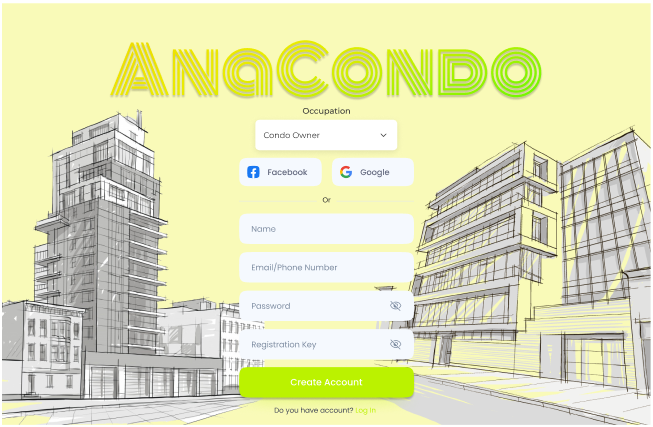 AnaCondo
Occupation
Condo Owner
Facebook Google
Or
Name
Email/Phone Number
Password
Registration Key
Create Account
Do you have account? Log In